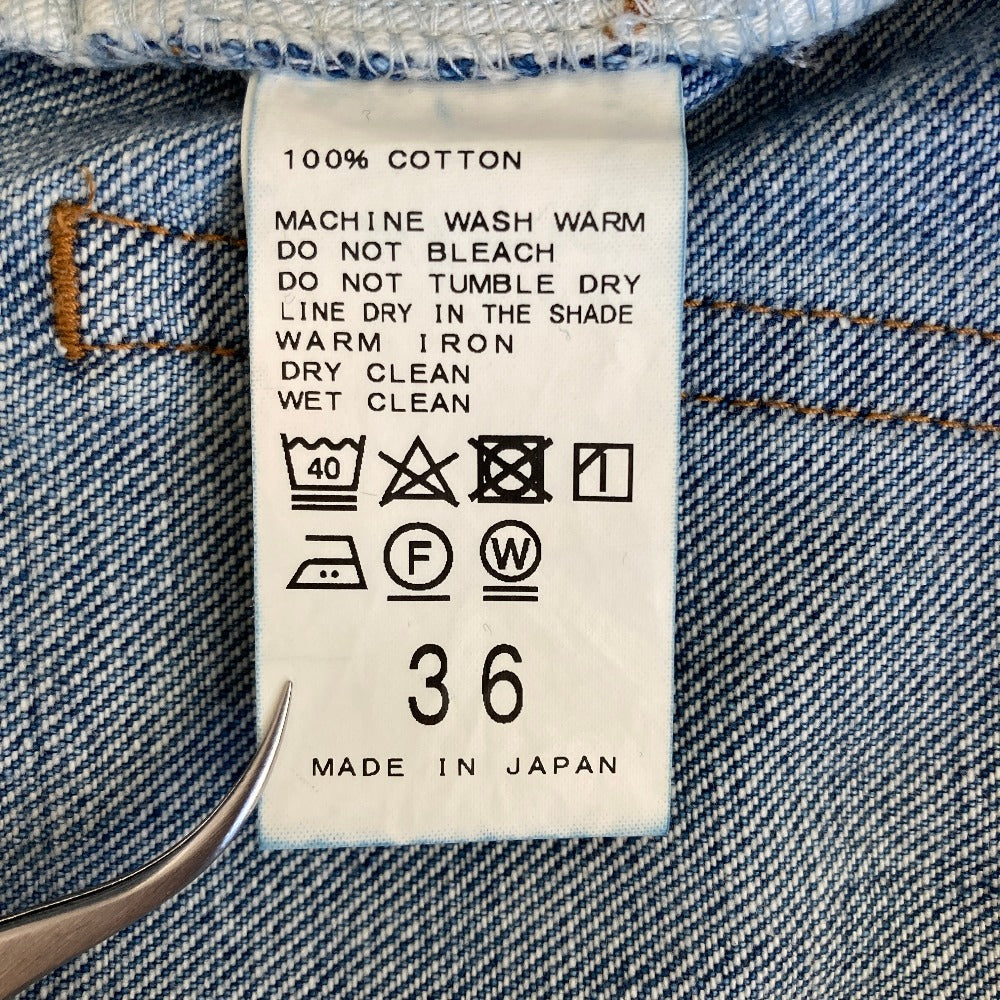 100% COTTON
MACHINE WASH WARM
DO NOT BLEACH
DO NOT TUMBLE DRY
LINE DRY IN THE SHADE
WARM IRON
DRY CLEAN
WET CLEAN
40
F W
36
MADE IN JAPAN